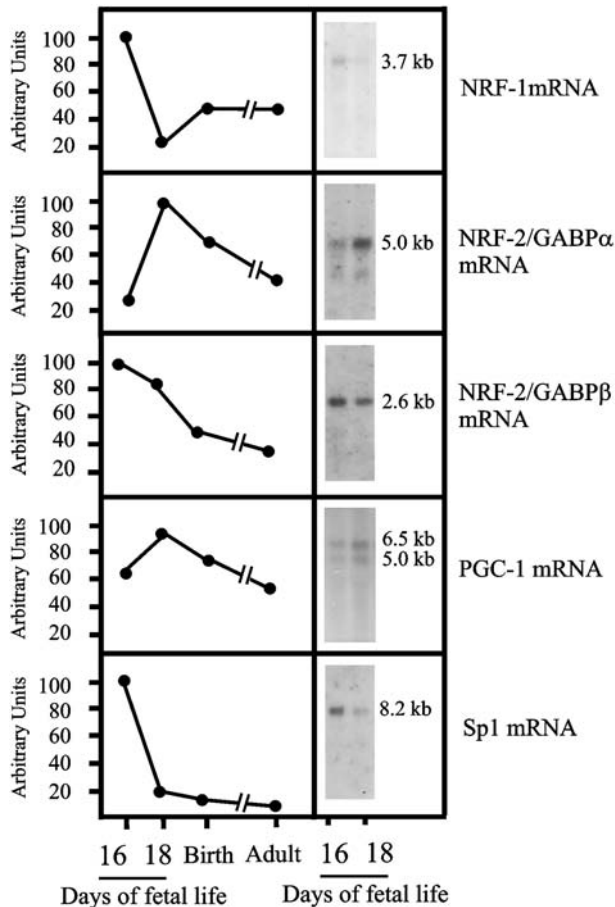 Arbitrary Units
100
80
60
40
20
3.7 kb
NRF-1mRNA
Arbitrary Units
100
80
60
40
20
5.0 kb
NRF-2/GABPα
mRNA
Arbitrary Units
100
80
60
40
20
2.6 kb
NRF-2/GABPβ
mRNA
Arbitrary Units
100
80
60
40
20
6.5 kb
5.0 kb
PGC-1 mRNA
Arbitrary Units
100
80
60
40
20
8.2 kb
Sp1 mRNA
16 18 Birth Adult
Days of fetal life
16 18
Days of fetal life